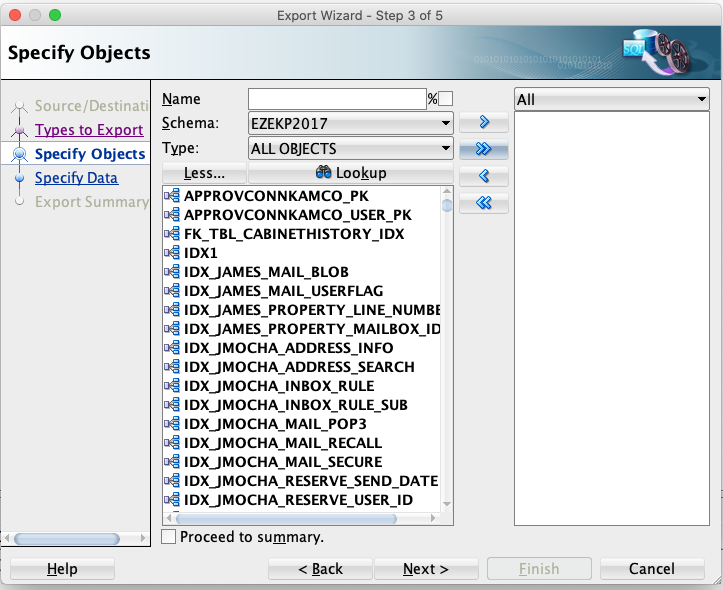 Export Wizard - Step 3 of 5
Specify Objects
Source/Destinati
Types to Export
Specify Objects
Specify Data
Export Summary
Name
%
Schema:
EZEKP2017
Type:
ALL OBJECTS
Less...
Lookup
APPROVCONNKAMCO_PK
APPROVCONNKAMCO_USER_PK
FK_TBL_CABINETHISTORY_IDX
IDX1
IDX_JAMES_MAIL_BLOB
IDX_JAMES_MAIL_USERFLAG
IDX_JAMES_PROPERTY_LINE_NUMBE
IDX_JAMES_PROPERTY_MAILBOX_ID
IDX_JMOCHA_ADDRESS_INFO
IDX_JMOCHA_ADDRESS_SEARCH
IDX_JMOCHA_INBOX_RULE
IDX_JMOCHA_INBOX_RULE_SUB
IDX_JMOCHA_MAIL_POP3
IDX_JMOCHA_MAIL_RECALL
IDX_JMOCHA_MAIL_SECURE
IDX_JMOCHA_RESERVE_SEND_DATE
IDX_JMOCHA_RESERVE_USER_ID
All
Proceed to summary.
Help
< Back
Next >
Finish
Cancel